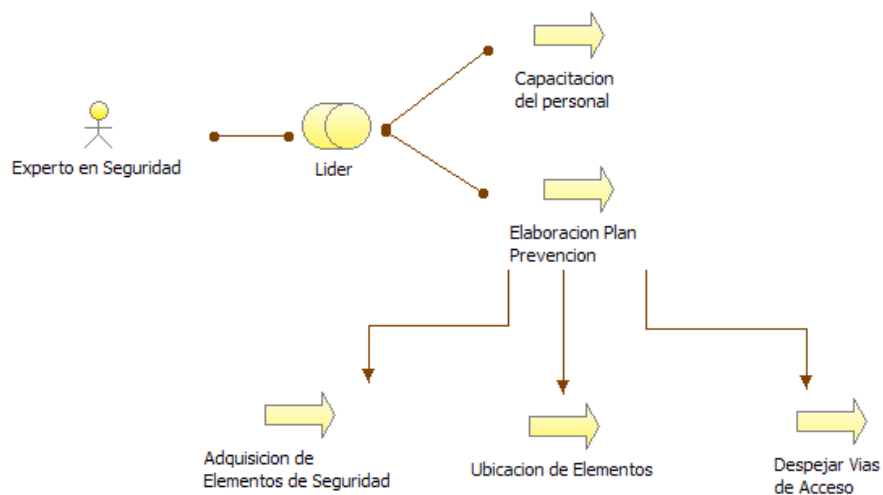 Capacitacion
del personal
Experto en Seguridad
Lider
Elaboracion Plan
Prevencion
Adquisicion de
Elementos de Seguridad
Ubicacion de Elementos
Despejar Vias
de Acceso